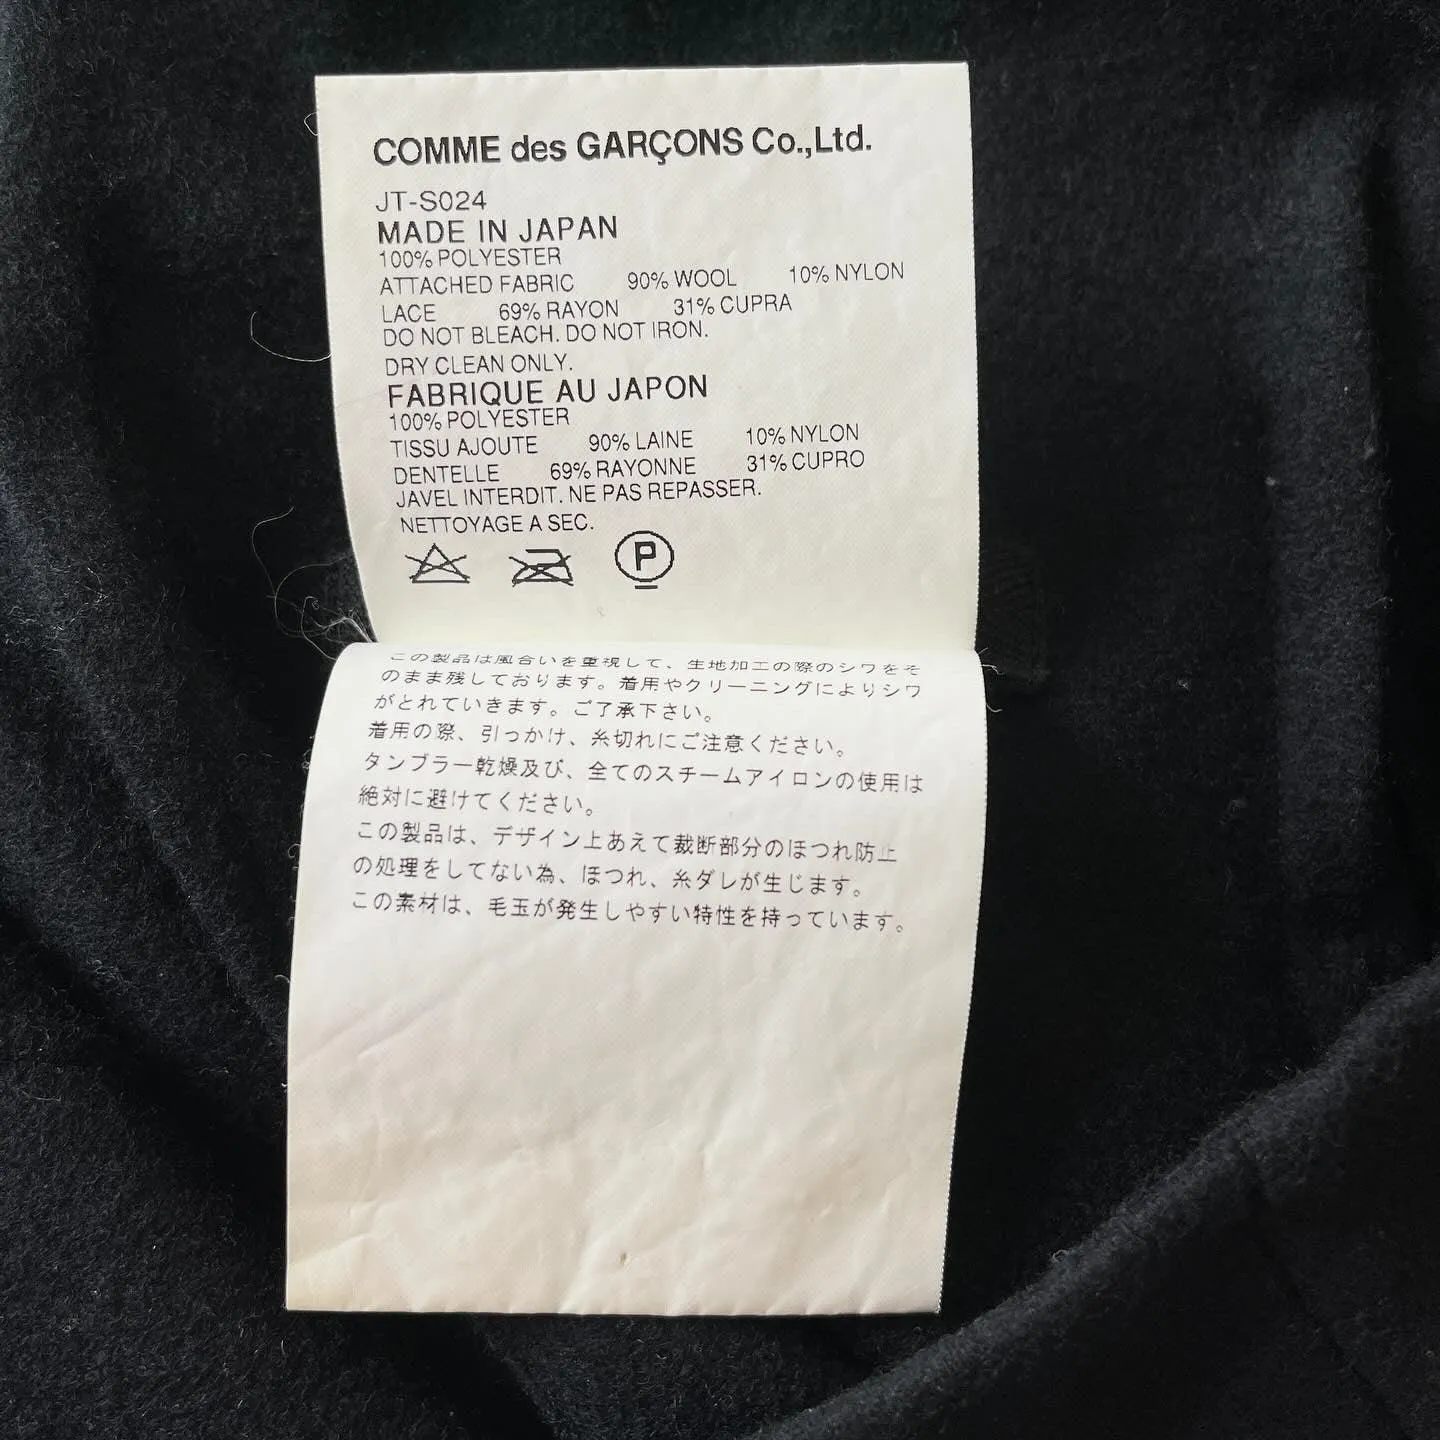 COMME des GARÇONS Co.,Ltd.
JT-S024
MADE IN JAPAN
100% POLYESTER
ATTACHED FABRIC 90% WOOL 10% NYLON
LACE 69% RAYON 31% CUPRA
DO NOT BLEACH. DO NOT IRON.
DRY CLEAN ONLY.
FABRIQUE AU JAPON
100% POLYESTER
TISSU AJOUTE 90% LAINE 10% NYLON
DENTELLE 69% RAYONNE 31% CUPRO
JAVEL INTERDIT. NE PAS REPASSER.
NETTOYAGE A SEC.
P
この製品は風合いを重視して、生地加工の際のシワをそ
のまま残しております。着用やクリーニングによりシワ
がとれていきます。ご了承下さい。
着用の際、引っかけ、糸切れにご注意ください。
タンブラー乾燥及び、全てのスチームアイロンの使用は
絶対に避けてください。
この製品は、デザイン上あえて裁断部分のほつれ防止
の処理をしてない為、ほつれ、糸ダレが生じます。
この素材は、毛玉が発生しやすい特性を持っています。